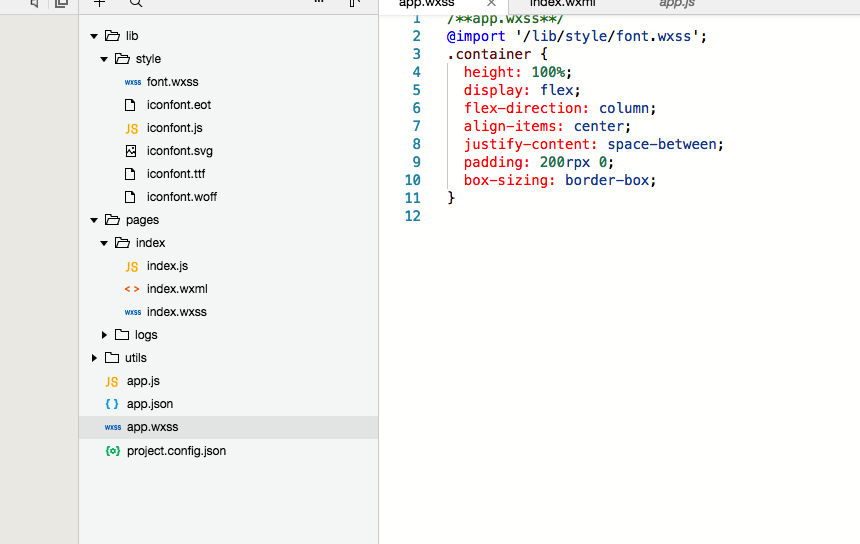 app.wxss
index.wxml
app.js
lib
style
wxss font.wxss
iconfont.eot
JS iconfont.js
iconfont.svg
iconfont.ttf
iconfont.woff
pages
index
JS index.js
< > index.wxml
wxss index.wxss
logs
utils
JS app.js
{ } app.json
wxss app.wxss
{o} project.config.json
1 /**app.wxss**/
2 @import '/lib/style/font.wxss';
3 .container {
4 height: 100%;
5 display: flex;
6 flex-direction: column;
7 align-items: center;
8 justify-content: space-between;
9 padding: 200rpx 0;
10 box-sizing: border-box;
11 }
12